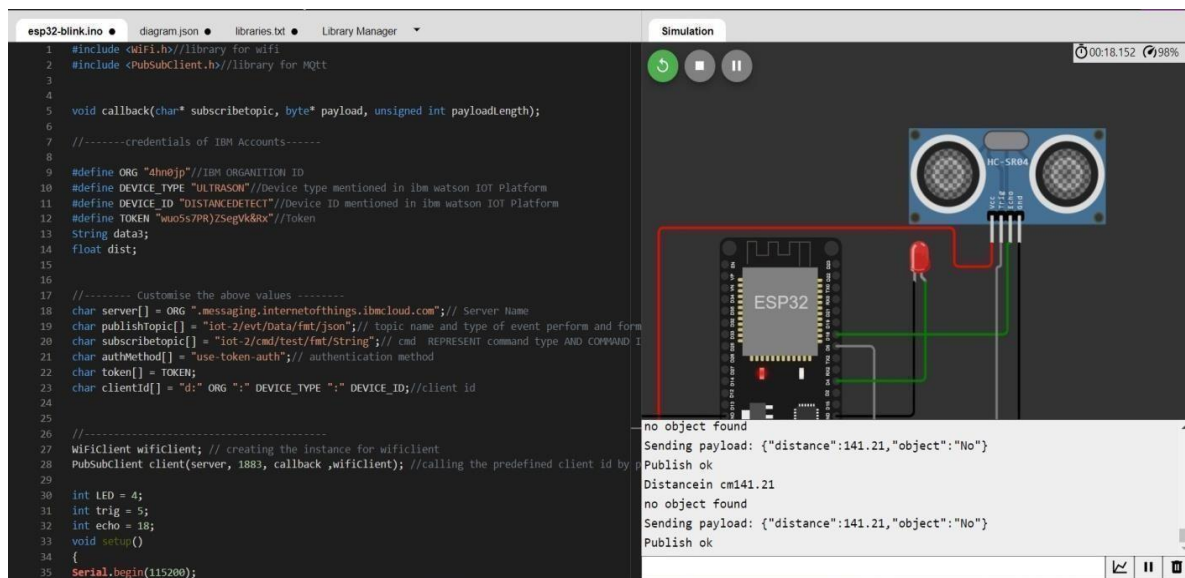 esp32-blink.ino ● diagram.json ● libraries.txt ● Library Manager
1 #include <WiFi.h>//library for wifi
2 #include <PubSubClient.h>//library for MQtt
3
4
5 void callback(char* subscribetopic, byte* payload, unsigned int payloadLength);
6
7 //-------credentials of IBM Accounts------
8
9 #define ORG "4hn0jp"//IBM ORGANITION ID
10 #define DEVICE_TYPE "ULTRASON"//Device type mentioned in ibm watson IOT Platform
11 #define DEVICE_ID "DISTANCEDETECT"//Device ID mentioned in ibm watson IOT Platform
12 #define TOKEN "wuo5s7PR)ZSegVk&Rx"//Token
13 String data3;
14 float dist;
15
16
17 //-------- Customise the above values --------
18 char server[] = ORG ".messaging.internetofthings.ibmcloud.com";// Server Name
19 char publishTopic[] = "iot-2/evt/Data/fmt/json";// topic name and type of event perform and form
20 char subscribetopic[] = "iot-2/cmd/test/fmt/String";// cmd REPRESENT command type AND COMMAND I
21 char authMethod[] = "use-token-auth";// authentication method
22 char token[] = TOKEN;
23 char clientId[] = "d:" ORG ":" DEVICE_TYPE ":" DEVICE_ID;//client id
24
25
26 //-----------------------------------------
27 WiFiClient wifiClient; // creating the instance for wificlient
28 PubSubClient client(server, 1883, callback ,wifiClient); //calling the predefined client id by p
29
30 int LED = 4;
31 int trig = 5;
32 int echo = 18;
33 void setup()
34 {
35 Serial.begin(115200);
Simulation
00:18.152 98%
HC-SR04
Vcc
Trig
Echo
Gnd
ESP32
no object found
Sending payload: {"distance":141.21,"object":"No"}
Publish ok
Distancein cm141.21
no object found
Sending payload: {"distance":141.21,"object":"No"}
Publish ok